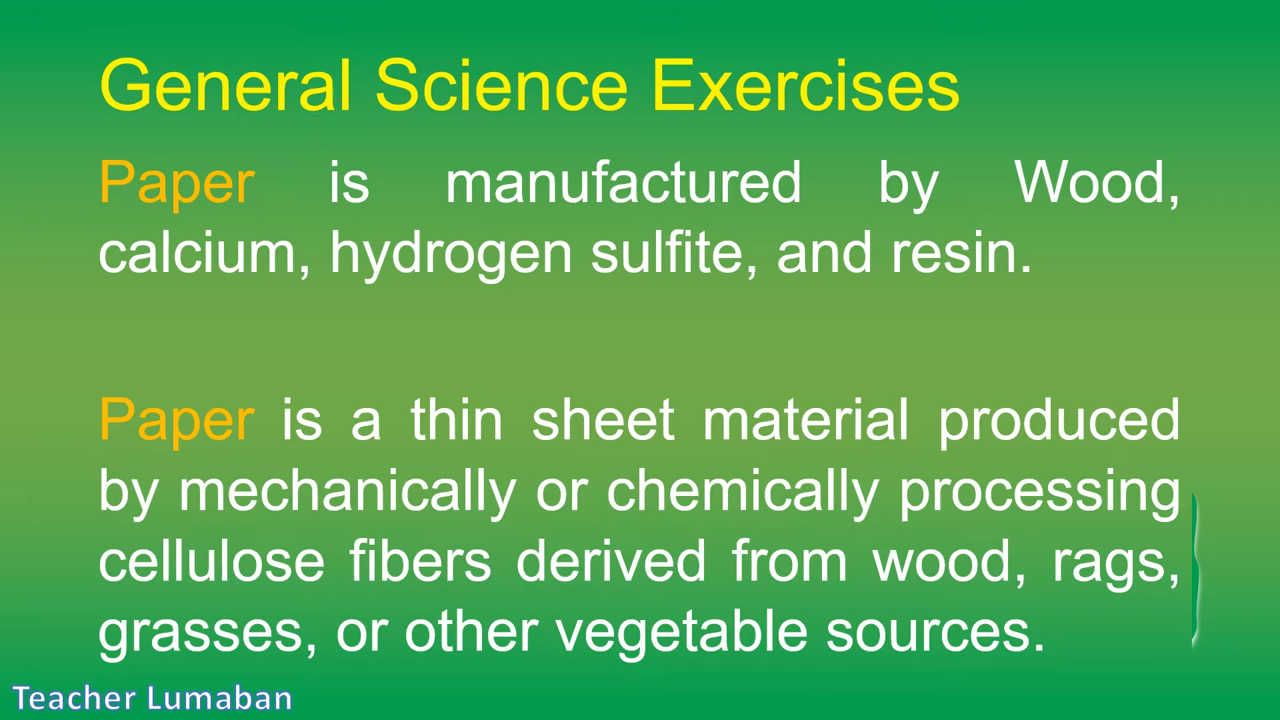 General Science Exercises
Paper is manufactured by Wood,
calcium, hydrogen sulfite, and resin.
Paper is a thin sheet material produced
by mechanically or chemically processing
cellulose fibers derived from wood, rags,
grasses, or other vegetable sources.
Teacher Lumaban